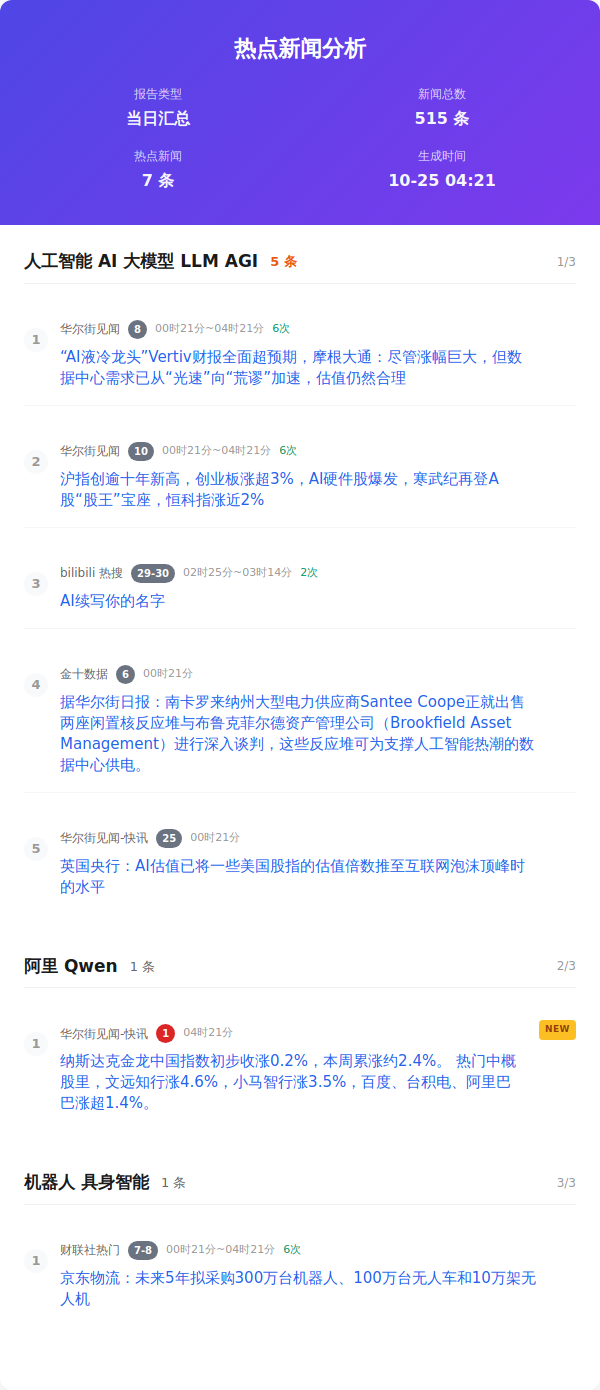 热点新闻分析
报告类型
当日汇总
新闻总数
515 条
热点新闻
7 条
生成时间
10-25 04:21
人工智能 AI 大模型 LLM AGI 5 条 1/3
1 华尔街见闻 8 00时21分~04时21分 6次
“AI液冷龙头”Vertiv财报全面超预期，摩根大通：尽管涨幅巨大，但数
据中心需求已从“光速”向“荒谬”加速，估值仍然合理
2 华尔街见闻 10 00时21分~04时21分 6次
沪指创逾十年新高，创业板涨超3%，AI硬件股爆发，寒武纪再登A
股“股王”宝座，恒科指涨近2%
3 bilibili 热搜 29-30 02时25分~03时14分 2次
AI续写你的名字
4 金十数据 6 00时21分
据华尔街日报：南卡罗来纳州大型电力供应商Santee Coope正就出售
两座闲置核反应堆与布鲁克菲尔德资产管理公司（Brookfield Asset
Management）进行深入谈判，这些反应堆可为支撑人工智能热潮的数
据中心供电。
5 华尔街见闻-快讯 25 00时21分
英国央行：AI估值已将一些美国股指的估值倍数推至互联网泡沫顶峰时
的水平
阿里 Qwen 1 条 2/3
1 华尔街见闻-快讯 1 04时21分 NEW
纳斯达克金龙中国指数初步收涨0.2%，本周累涨约2.4%。 热门中概
股里，文远知行涨4.6%，小马智行涨3.5%，百度、台积电、阿里巴
巴涨超1.4%。
机器人 具身智能 1 条 3/3
1 财联社热门 7-8 00时21分~04时21分 6次
京东物流：未来5年拟采购300万台机器人、100万台无人车和10万架无
人机